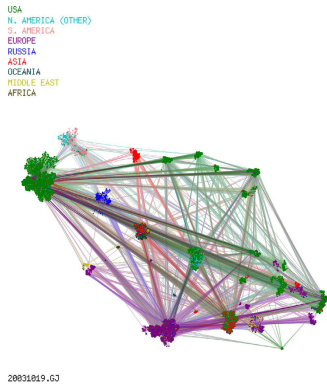 USA
N. AMERICA (OTHER)
S. AMERICA
EUROPE
RUSSIA
ASIA
OCEANIA
MIDDLE EAST
AFRICA
20031019.GJ